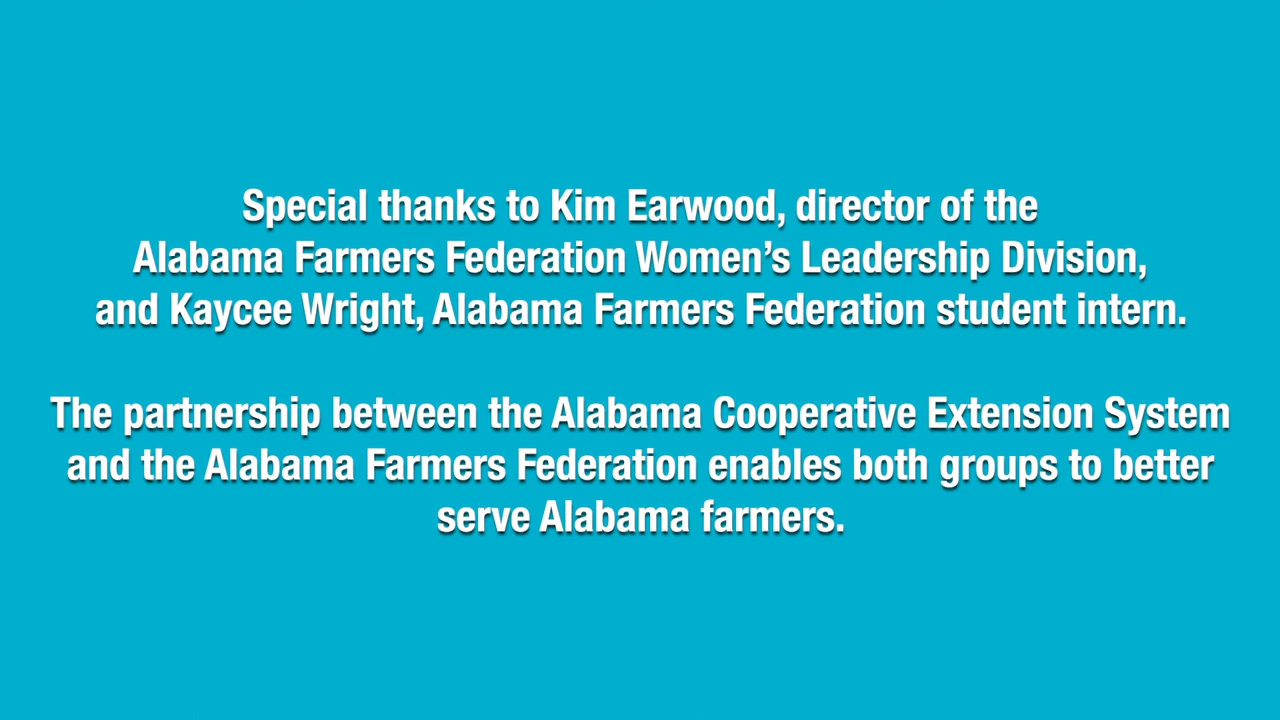 Special thanks to Kim Earwood, director of the
Alabama Farmers Federation Women’s Leadership Division,
and Kaycee Wright, Alabama Farmers Federation student intern.
The partnership between the Alabama Cooperative Extension System
and the Alabama Farmers Federation enables both groups to better
serve Alabama farmers.